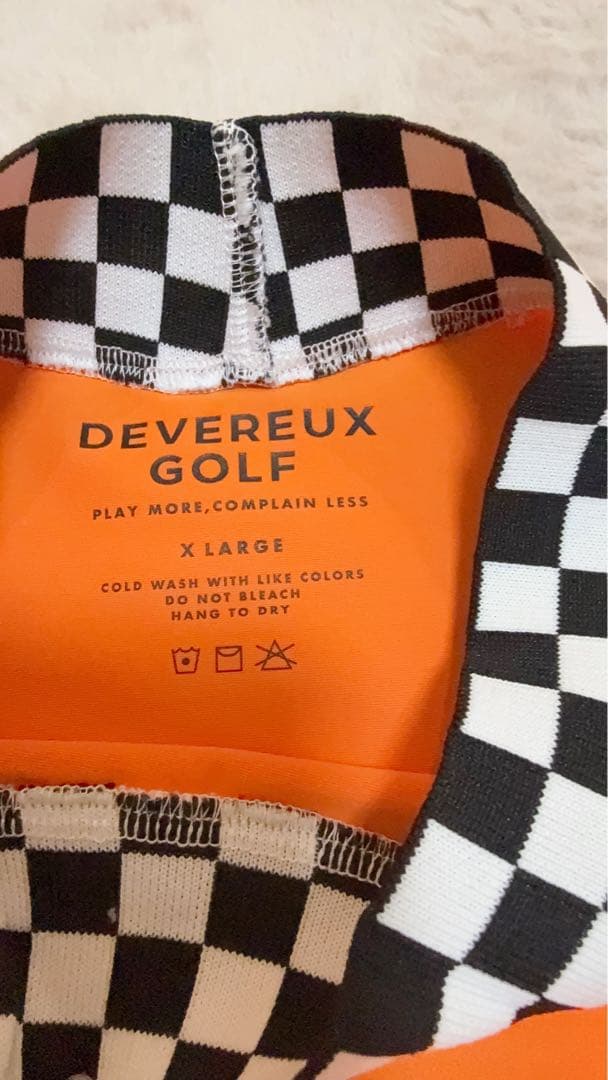 DEVEREUX
GOLF
PLAY MORE,COMPLAIN LESS
X LARGE
COLD WASH WITH LIKE COLORS
DO NOT BLEACH
HANG TO DRY